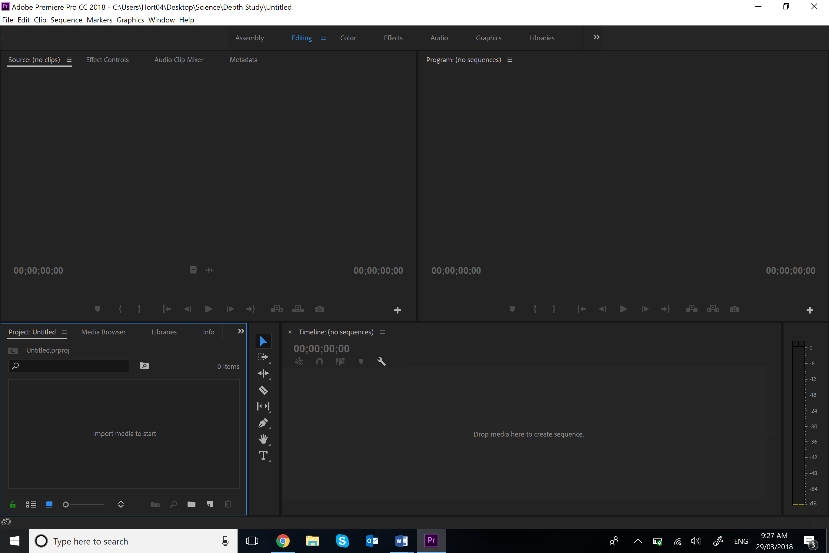 Adobe Premiere Pro CC 2018 - C:\Users\Hort04\Desktop\Science\Depth Study\Untitled
File Edit Clip Sequence Markers Graphics Window Help
Assembly Editing Color Effects Audio Graphics Libraries
Source: (no clips) Effect Controls Audio Clip Mixer Metadata
Program: (no sequences)
00;00;00;00 00;00;00;00
00;00;00;00 00;00;00;00
Project: Untitled Media Browser Libraries Info
Untitled.prproj
0 Items
Import media to start
Timeline: (no sequences)
00;00;00;00
Drop media here to create sequence.
0
-6
-12
-18
-24
-30
-36
-42
-48
-54
dB
Type here to search
ENG
9:27 AM
29/03/2018
3